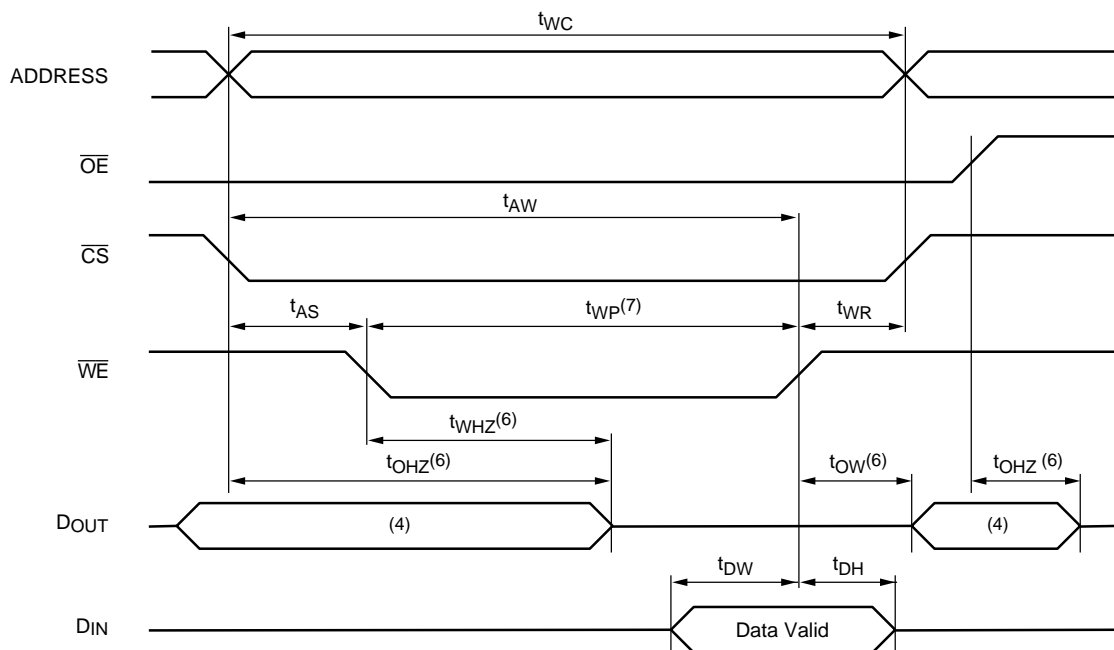 tWC
ADDRESS
OE
tAW
CS
tAS
tWP(7)
tWR
WE
tWHZ(6)
tOHZ(6)
tOW(6)
tOHZ (6)
DOUT
(4)
(4)
tDW
tDH
DIN
Data Valid